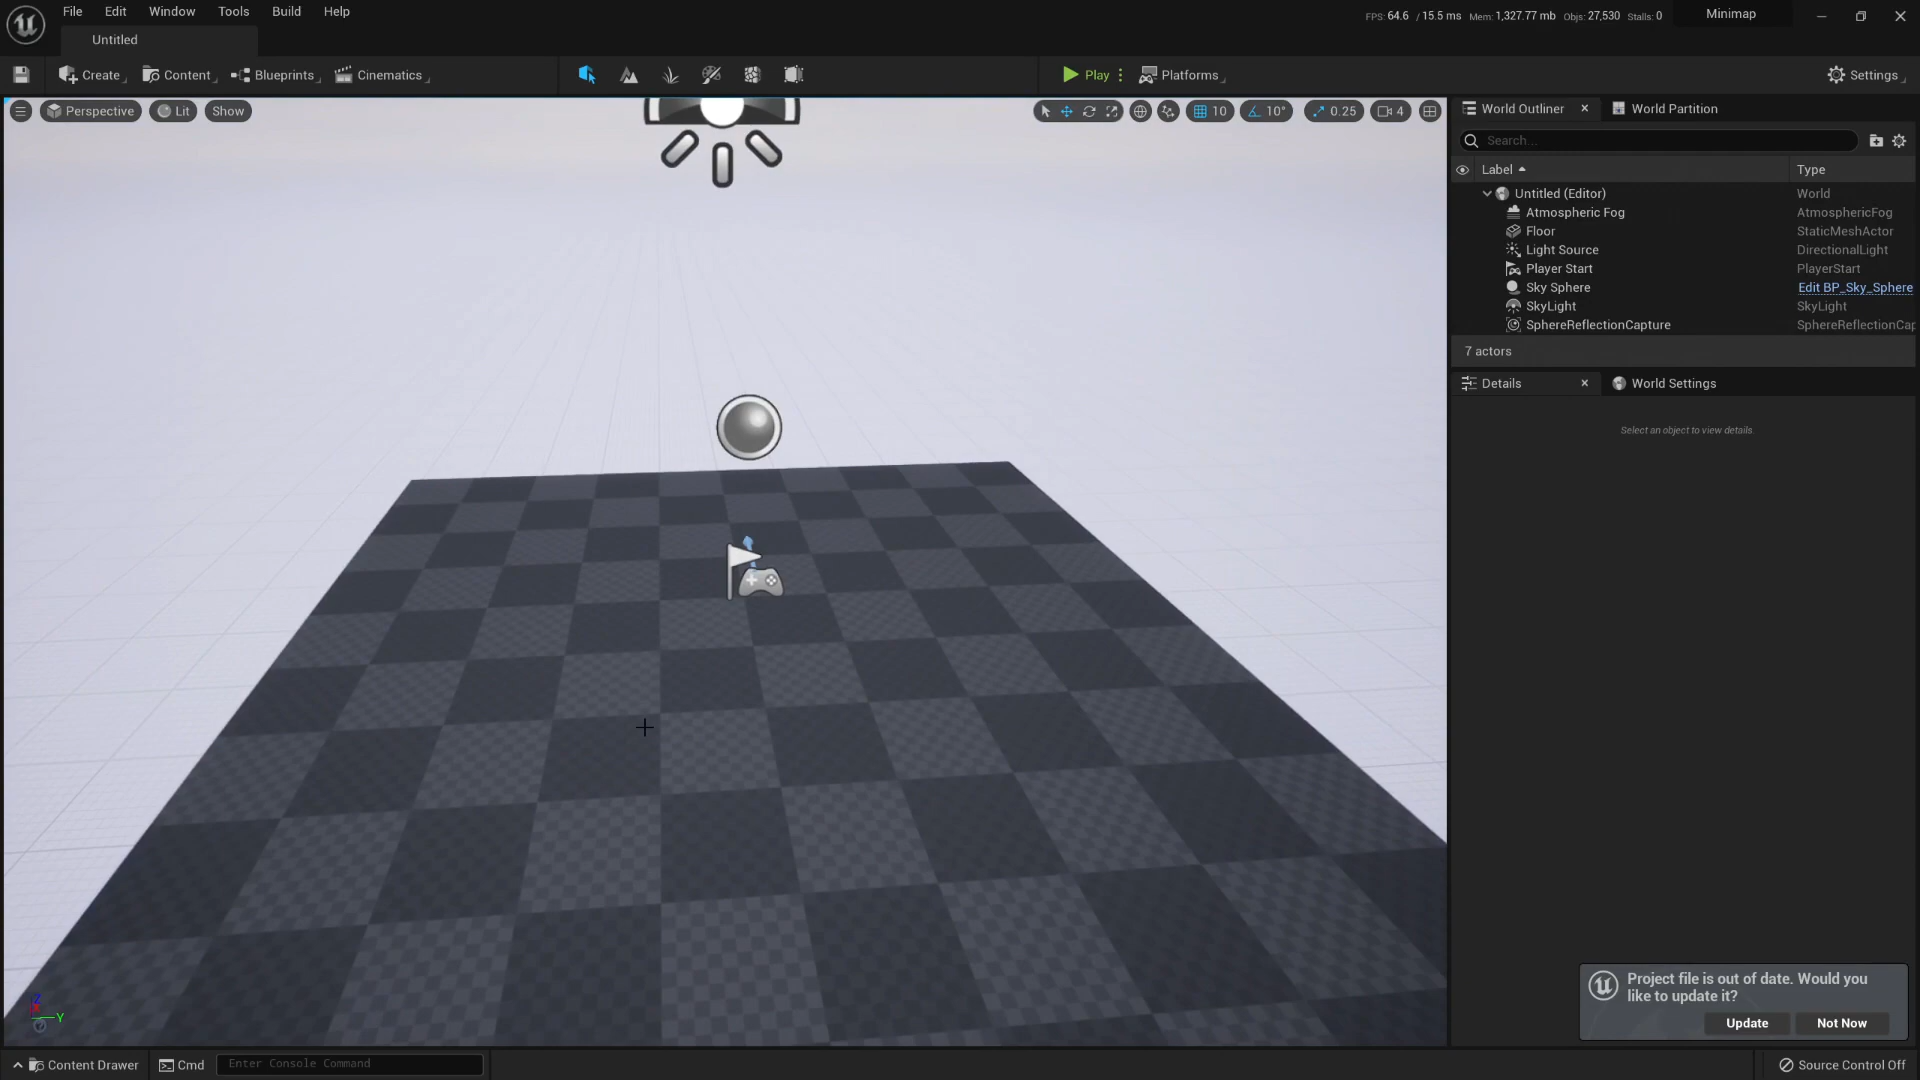 File Edit Window Tools Build Help
FPS: 64.6 / 15.5 ms Mem: 1,327.77 mb Objs: 27,530 Stalls: 0
Minimap
Untitled
Create
Content
Blueprints
Cinematics
Play
Platforms
Settings
Perspective
Lit
Show
10
10°
0.25
4
World Outliner
World Partition
Search...
Label Type
Untitled (Editor) World
Atmospheric Fog AtmosphericFog
Floor StaticMeshActor
Light Source DirectionalLight
Player Start PlayerStart
Sky Sphere Edit BP_Sky_Sphere
SkyLight SkyLight
SphereReflectionCapture SphereReflectionCap
7 actors
Details
World Settings
Select an object to view details.
Z
Y
Project file is out of date. Would you
like to update it?
Update Not Now
Content Drawer
Cmd
Enter Console Command
Source Control Off